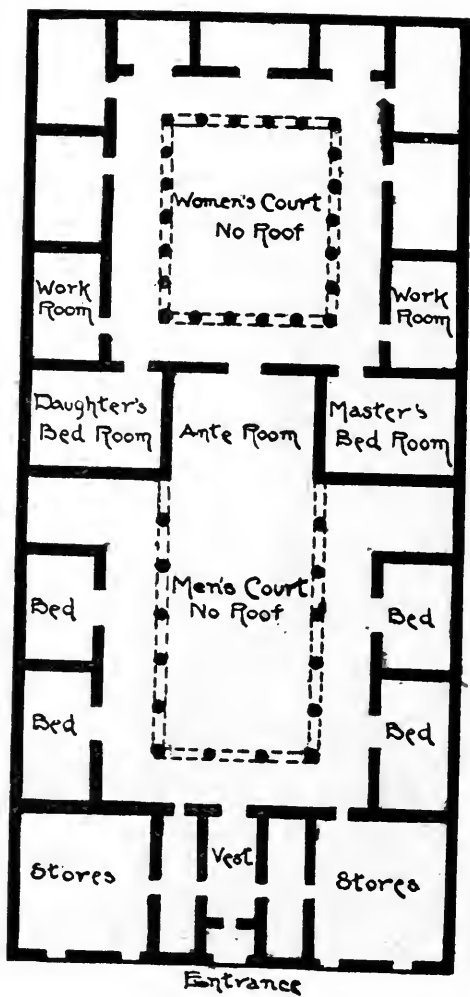 Women's Court
No Roof
Work
Room
Work
Room
Daughter's
Bed Room
Ante Room
Master's
Bed Room
Men's Court
No Roof
Bed
Bed
Bed
Bed
Stores
Vest
Stores
Entrance